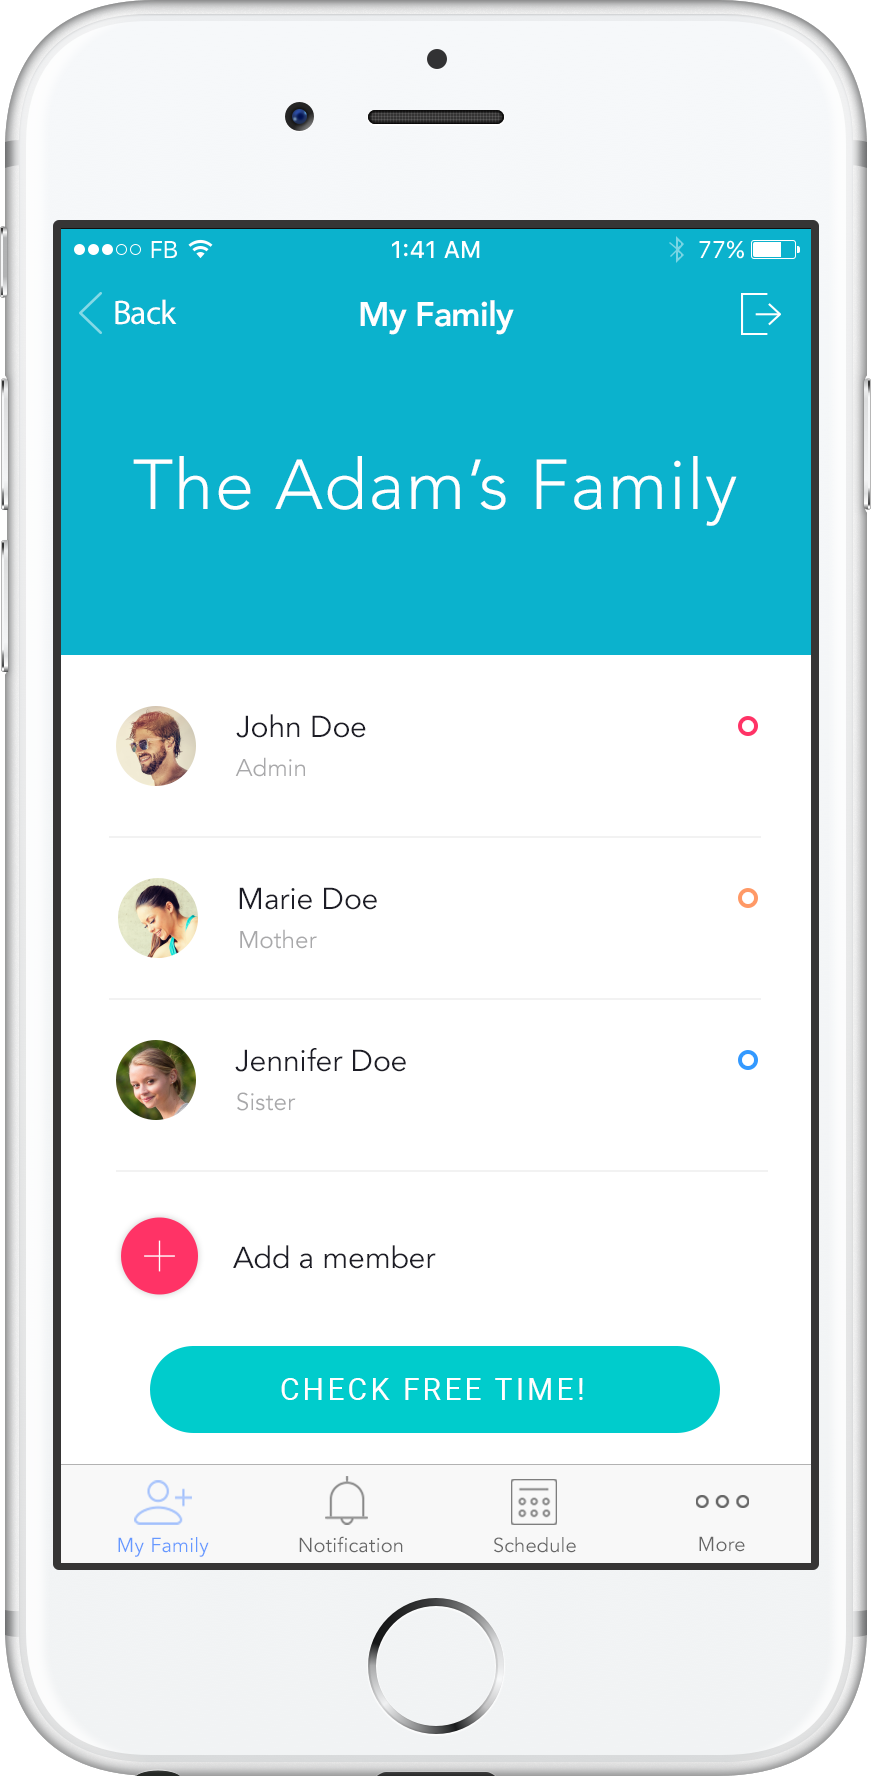 FB 1:41 AM 77%
Back My Family
The Adam’s Family
John Doe
Admin
Marie Doe
Mother
Jennifer Doe
Sister
Add a member
CHECK FREE TIME!
My Family Notification Schedule More